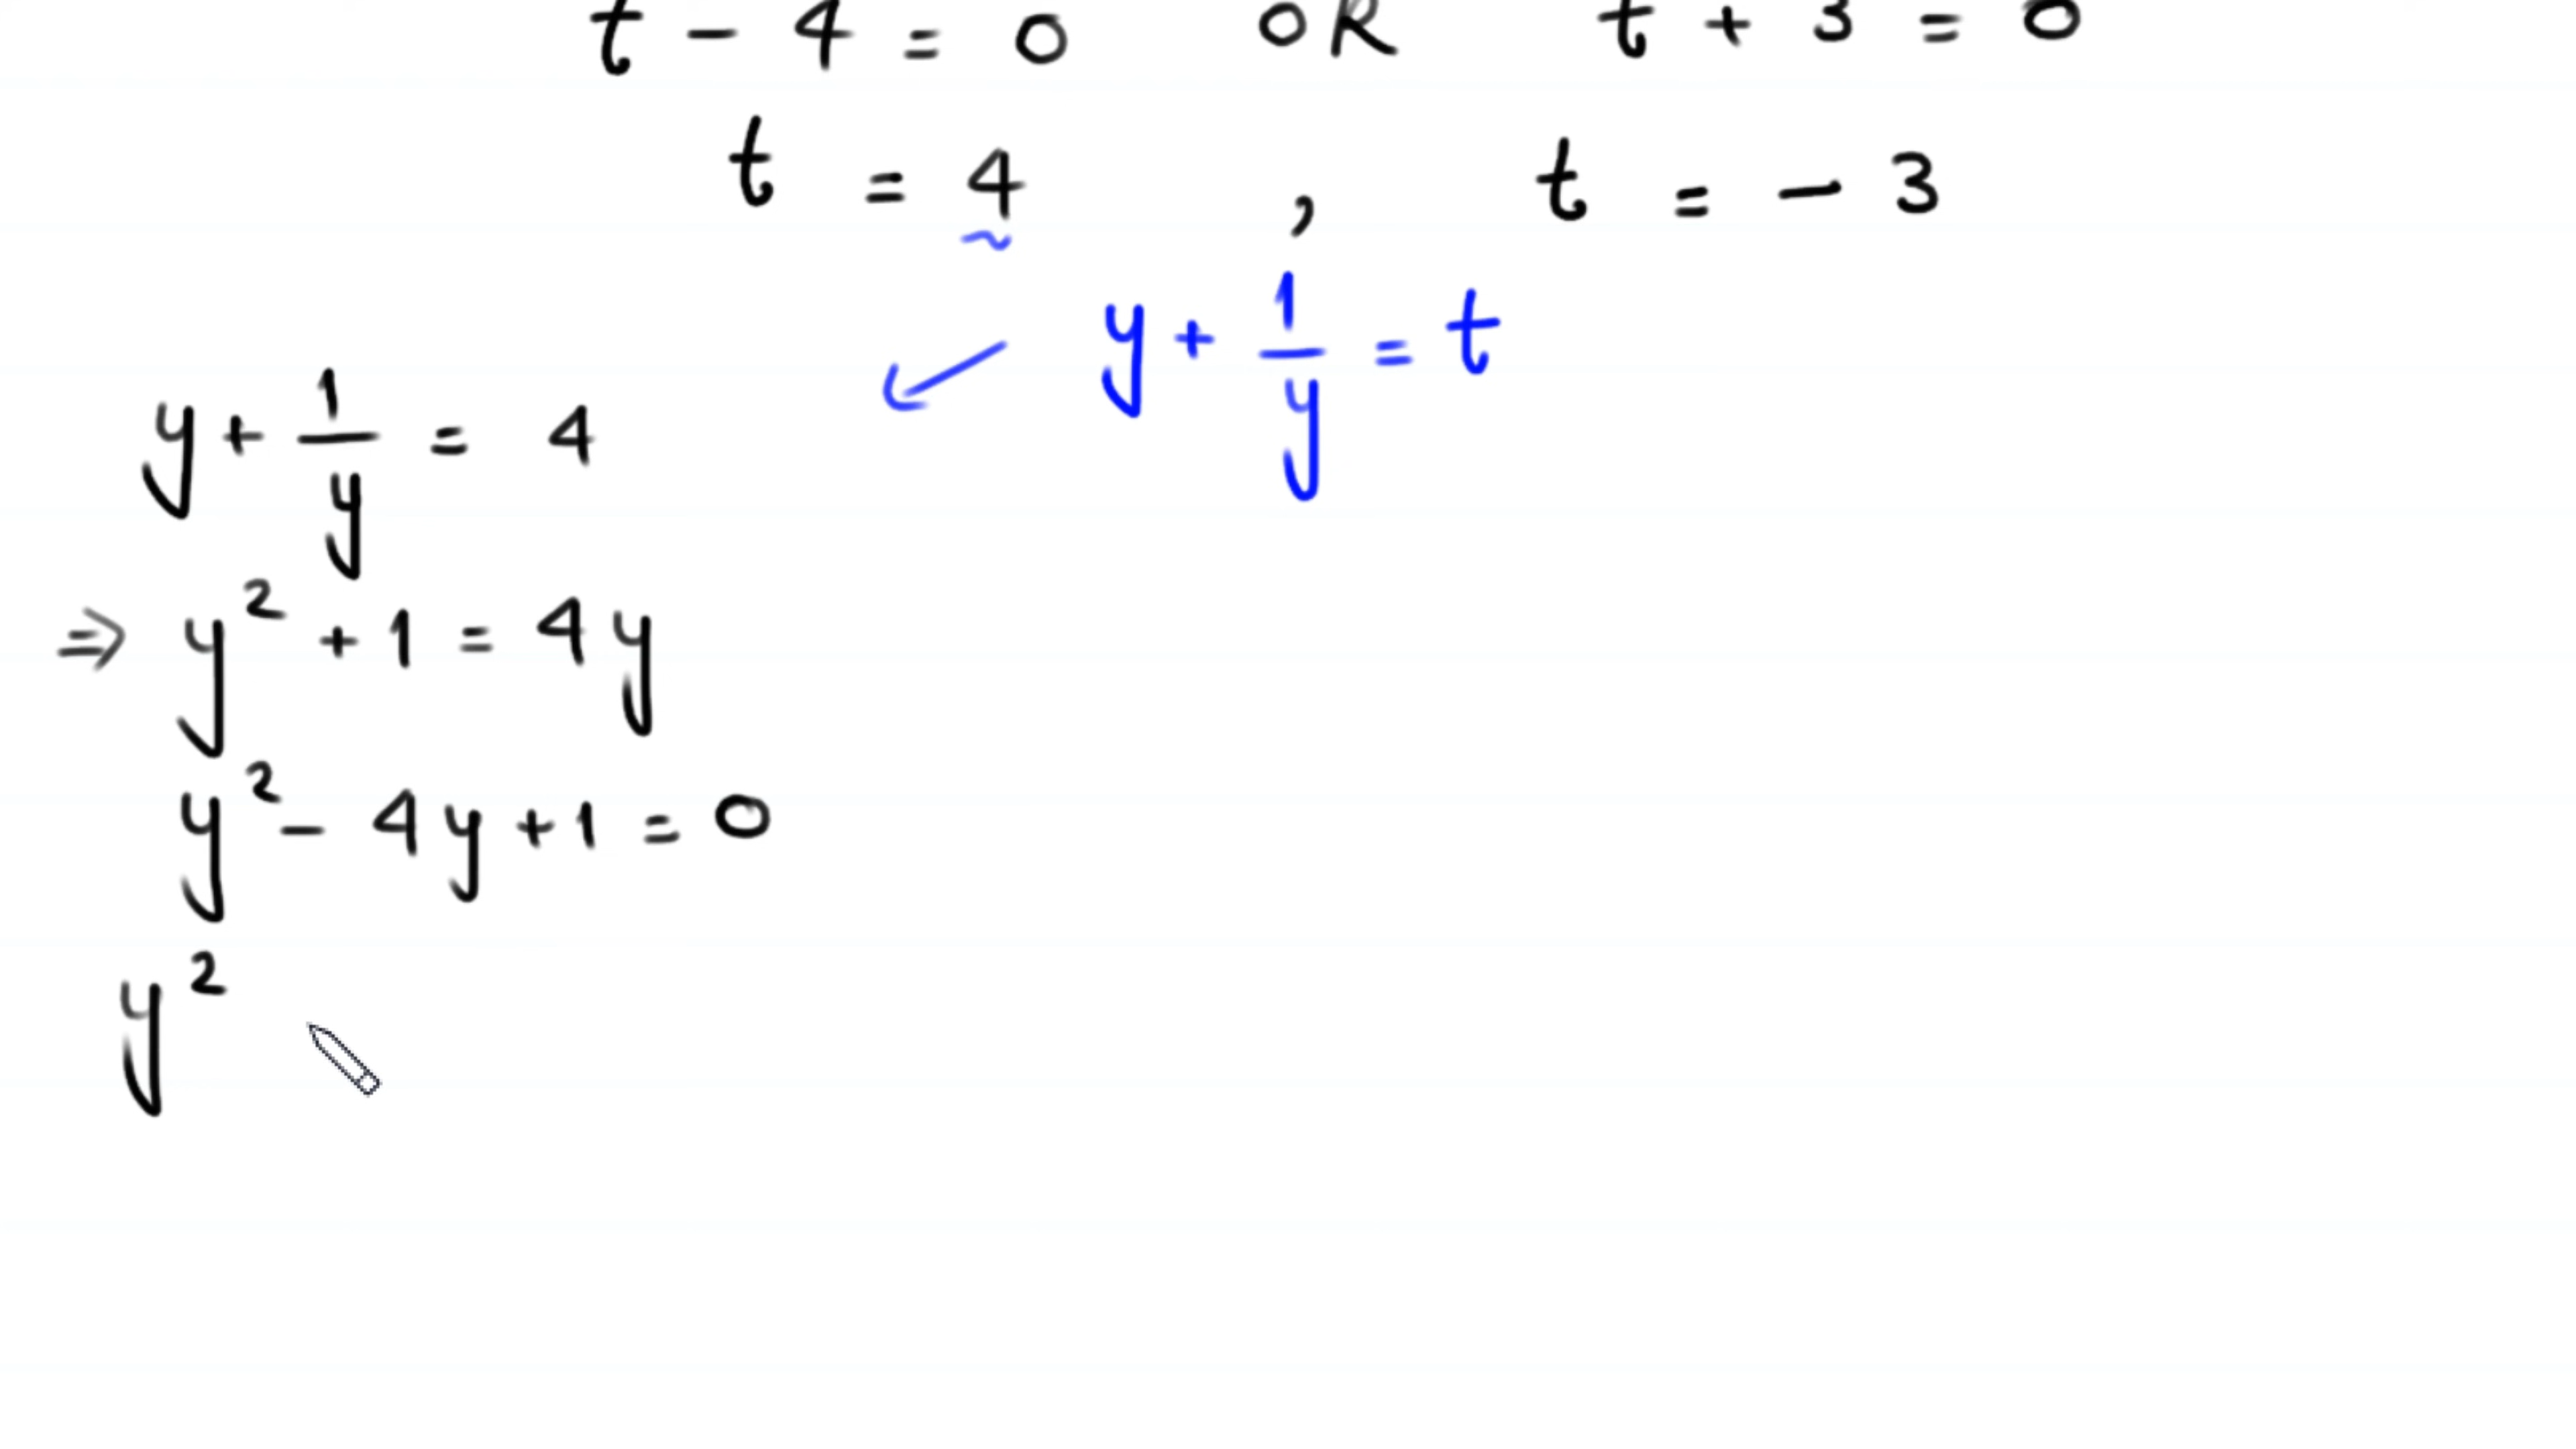 t - 4 = 0 OR t + 3 = 0
t = 4 , t = - 3
y + 1/y = t
y + 1/y = 4
⇒ y² + 1 = 4y
y² - 4y + 1 = 0
y²